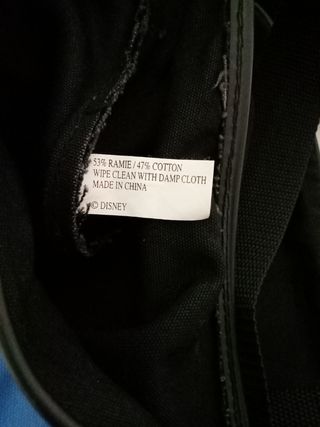 53% RAMIE / 47% COTTON
WIPE CLEAN WITH DAMP CLOTH
MADE IN CHINA
© DISNEY